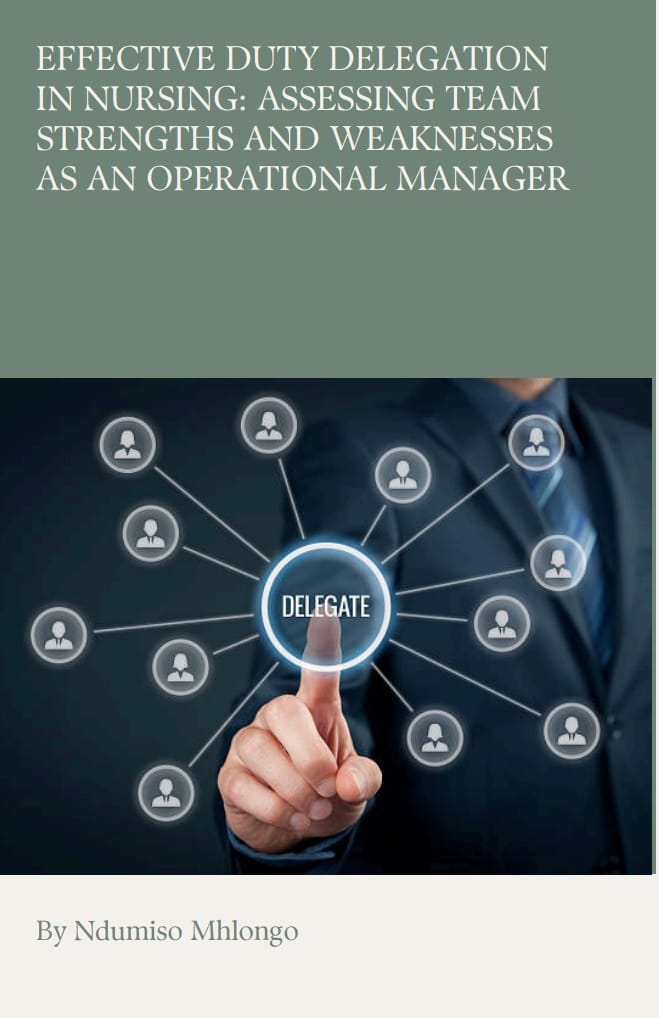 EFFECTIVE DUTY DELEGATION
IN NURSING: ASSESSING TEAM
STRENGTHS AND WEAKNESSES
AS AN OPERATIONAL MANAGER
DELEGATE
By Ndumiso Mhlongo